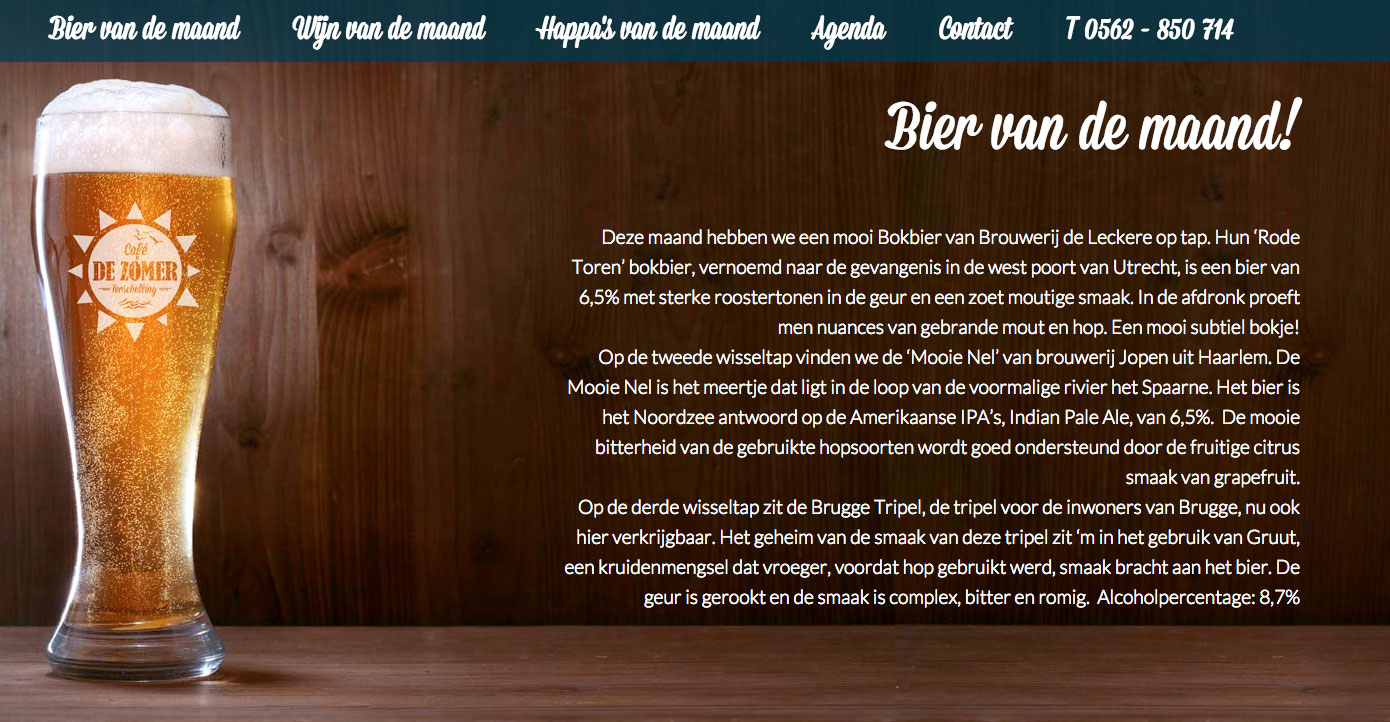 Bier van de maand Wijn van de maand Happa's van de maand Agenda Contact T 0562 - 850 714
Bier van de maand!
Café
DE ZOMER
Terschelling
Deze maand hebben we een mooi Bokbier van Brouwerij de Leckere op tap. Hun ‘Rode
Toren’ bokbier, vernoemd naar de gevangenis in de west poort van Utrecht, is een bier van
6,5% met sterke roostertonen in de geur en een zoet moutige smaak. In de afdronk proeft
men nuances van gebrande mout en hop. Een mooi subtiel bokje!
Op de tweede wisseltap vinden we de ‘Mooie Nel’ van brouwerij Jopen uit Haarlem. De
Mooie Nel is het meertje dat ligt in de loop van de voormalige rivier het Spaarne. Het bier is
het Noordzee antwoord op de Amerikaanse IPA’s, Indian Pale Ale, van 6,5%. De mooie
bitterheid van de gebruikte hopsoorten wordt goed ondersteund door de fruitige citrus
smaak van grapefruit.
Op de derde wisseltap zit de Brugge Tripel, de tripel voor de inwoners van Brugge, nu ook
hier verkrijgbaar. Het geheim van de smaak van deze tripel zit ‘m in het gebruik van Gruut,
een kruidenmengsel dat vroeger, voordat hop gebruikt werd, smaak bracht aan het bier. De
geur is gerookt en de smaak is complex, bitter en romig. Alcoholpercentage: 8,7%